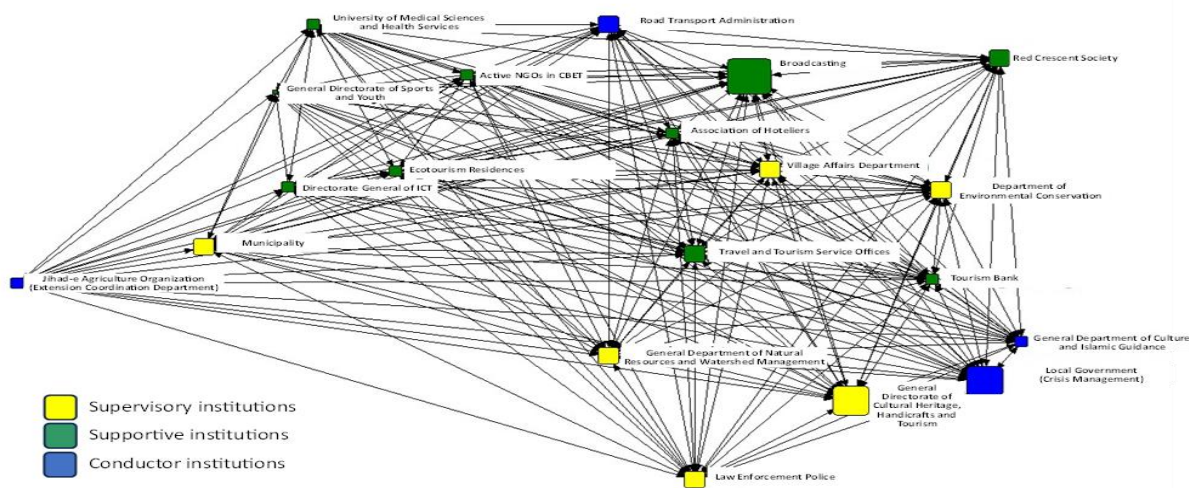 University of Medical Sciences
and Health Services
Road Transport Administration
Broadcasting
Red Crescent Society
Active NGOs in CBET
General Directorate of Sports
and Youth
Association of Hoteliers
Village Affairs Department
Ecotourism Residences
Directorate General of ICT
Department of
Environmental Conservation
Municipality
Travel and Tourism Service Offices
Jihad-e Agriculture Organization
(Extension Coordination Department)
Tourism Bank
General Department of Culture
and Islamic Guidance
General Department of Natural
Resources and Watershed Management
Local Government
(Crisis Management)
General
Directorate of
Cultural Heritage,
Handicrafts and
Tourism
Law Enforcement Police
Supervisory institutions
Supportive institutions
Conductor institutions